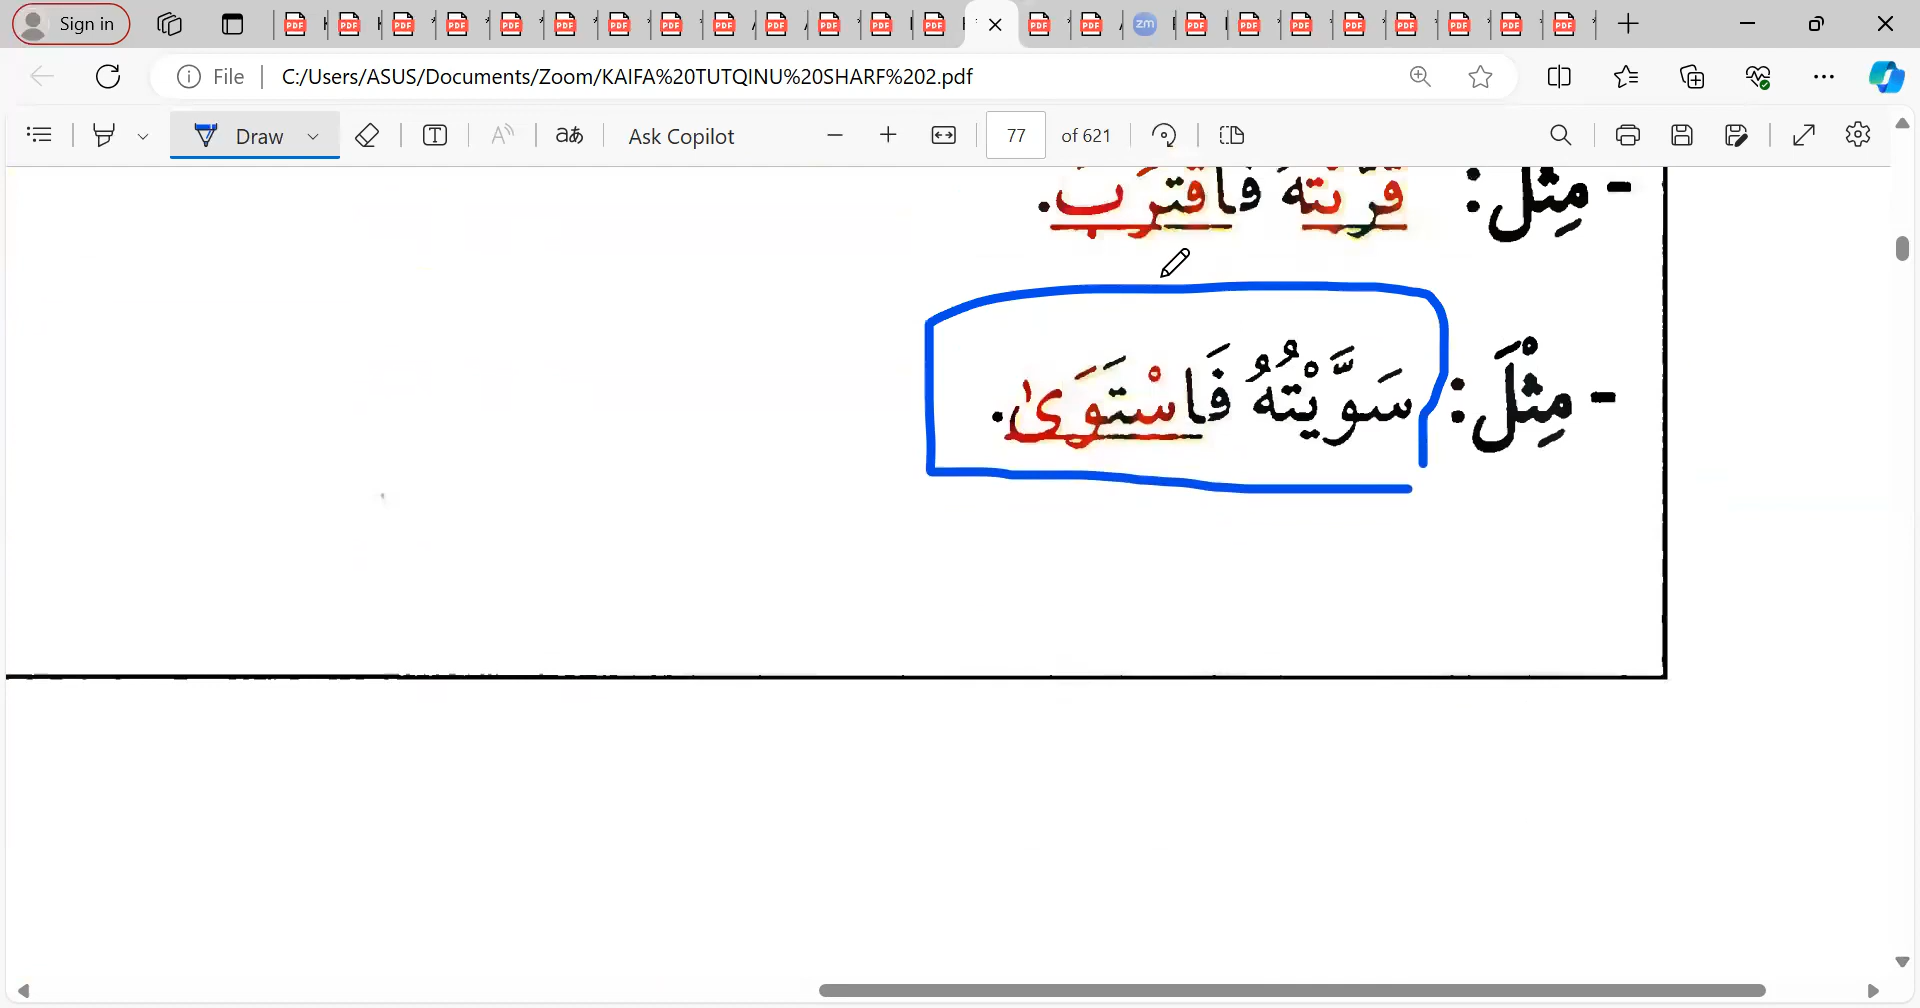 Sign in
File
C:/Users/ASUS/Documents/Zoom/KAIFA%20TUTQINU%20SHARF%202.pdf
Draw
Ask Copilot
77
of 621
- مِثْلَ: قَرَّبْتُهُ فَاقْتَرَبَ.
- مِثْلَ: سَوَّيْتُهُ فَاسْتَوَىٰ.